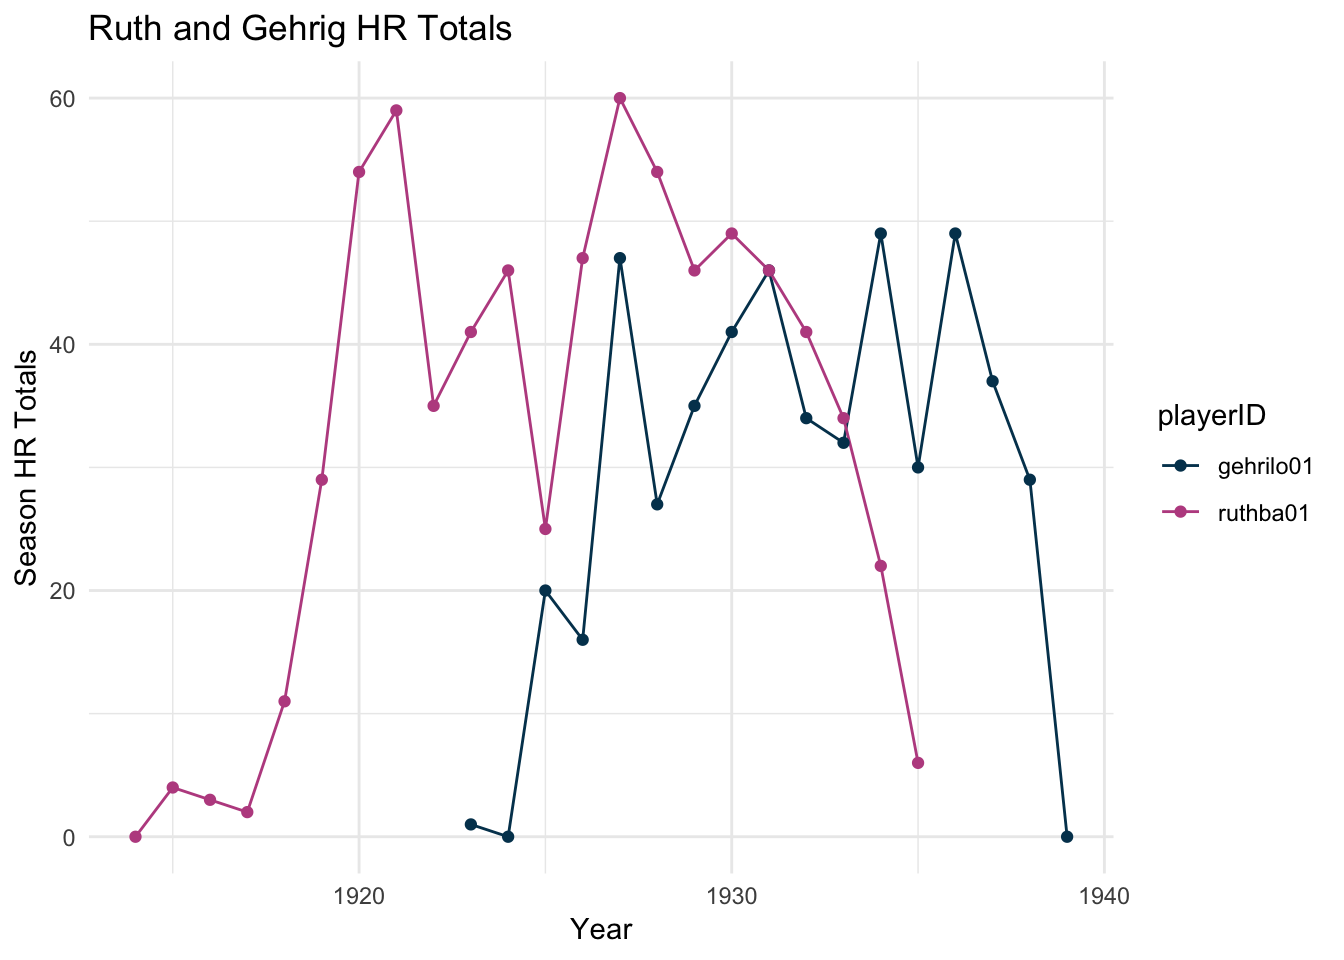 Ruth and Gehrig HR Totals
60
40
20
0
Season HR Totals
1920
1930
1940
Year
playerID
gehrilo01
ruthba01